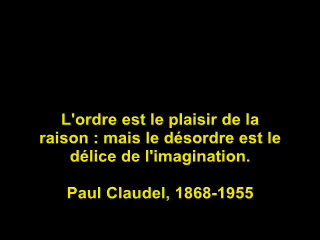 L'ordre est le plaisir de la
raison : mais le désordre est le
délice de l'imagination.
Paul Claudel, 1868-1955